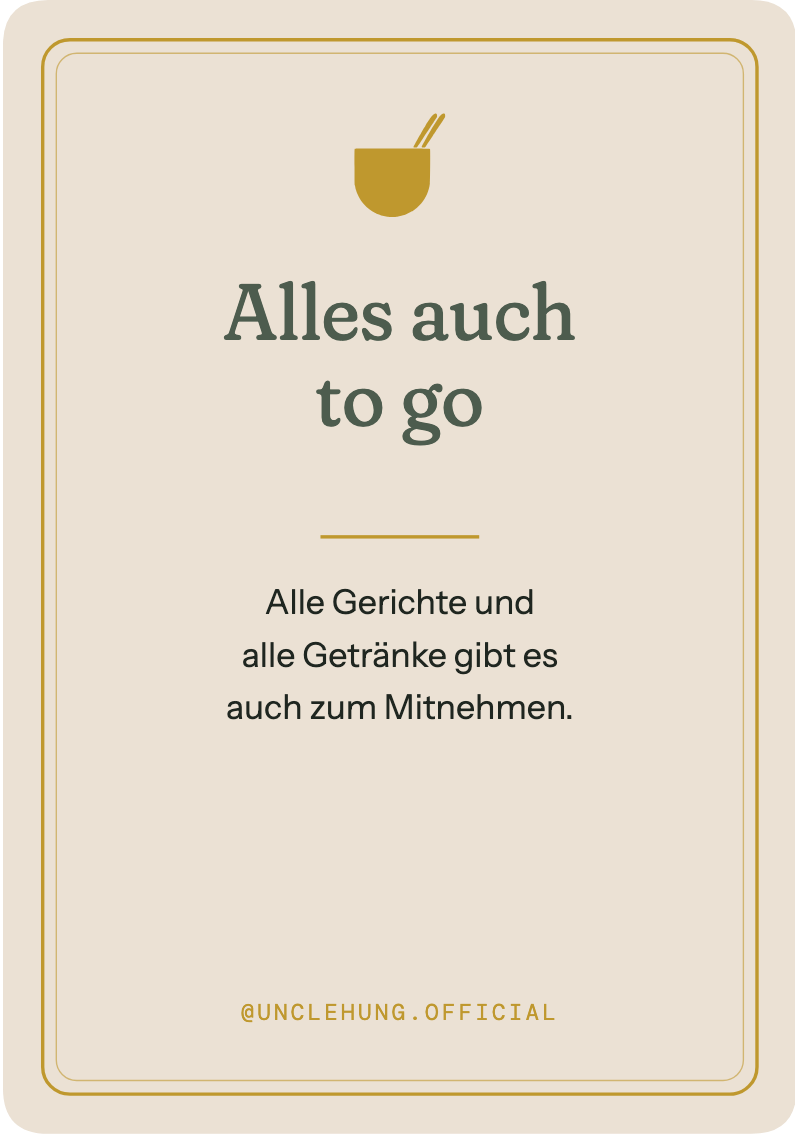 Alles auch
to go
Alle Gerichte und
alle Getränke gibt es
auch zum Mitnehmen.
@UNCLEHUNG.OFFICIAL